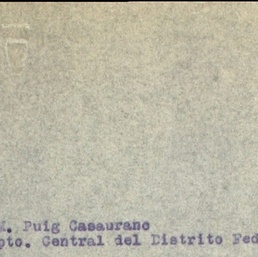 M. Puig Casaurano
pto. Central del Distrito Fed